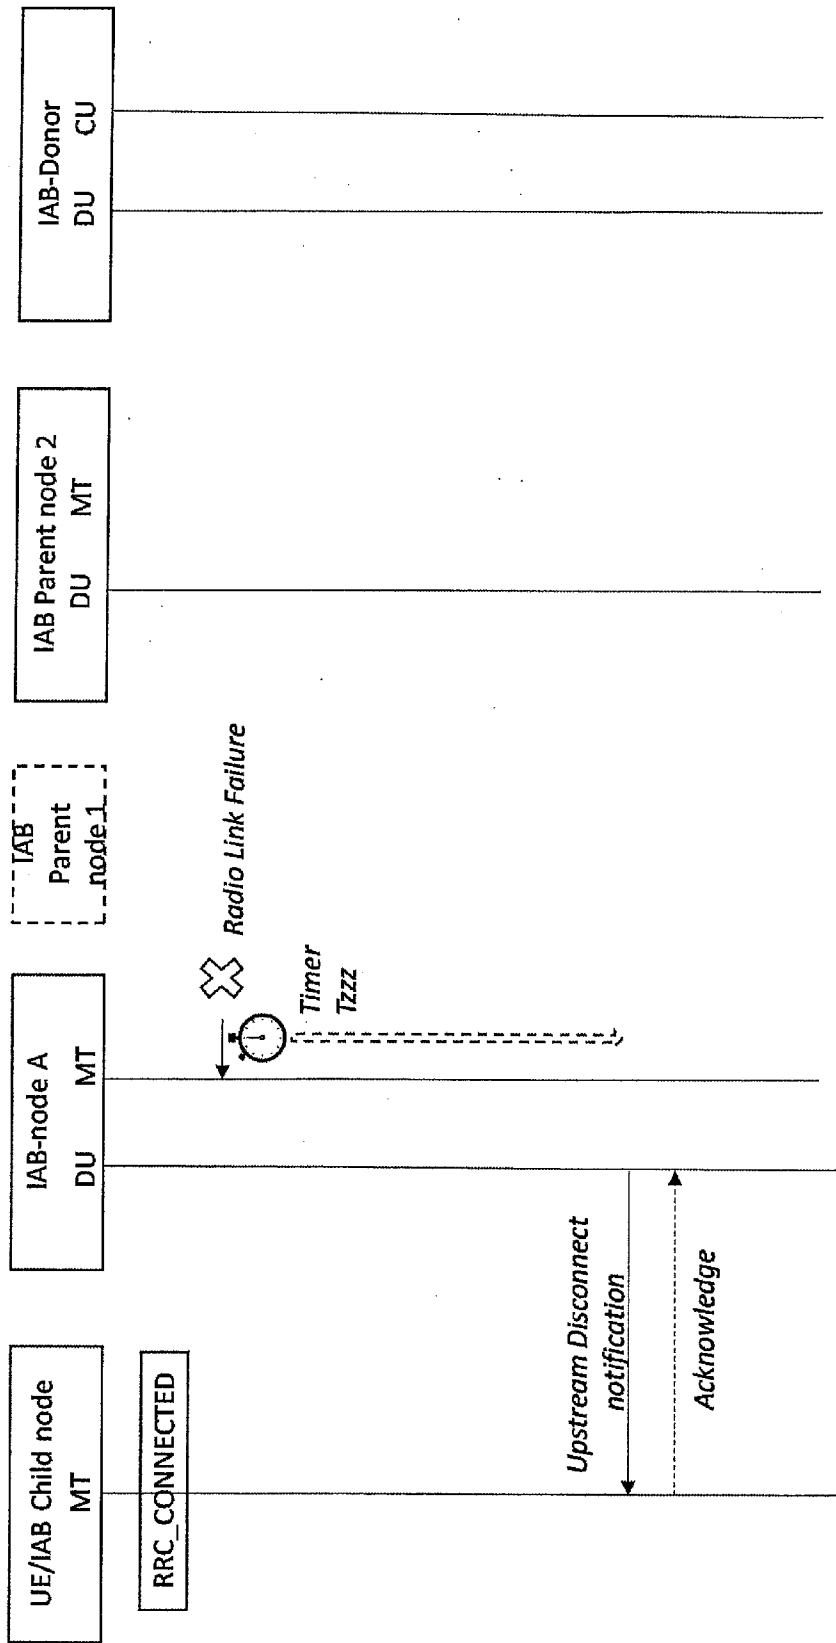 UE/IAB Child node
MT
IAB-node A
DU MT
IAB
Parent
node 1
IAB Parent node 2
DU MT
IAB-Donor
DU CU
RRC_CONNECTED
Radio Link Failure
Timer
Tzzz
Upstream Disconnect
notification
Acknowledge